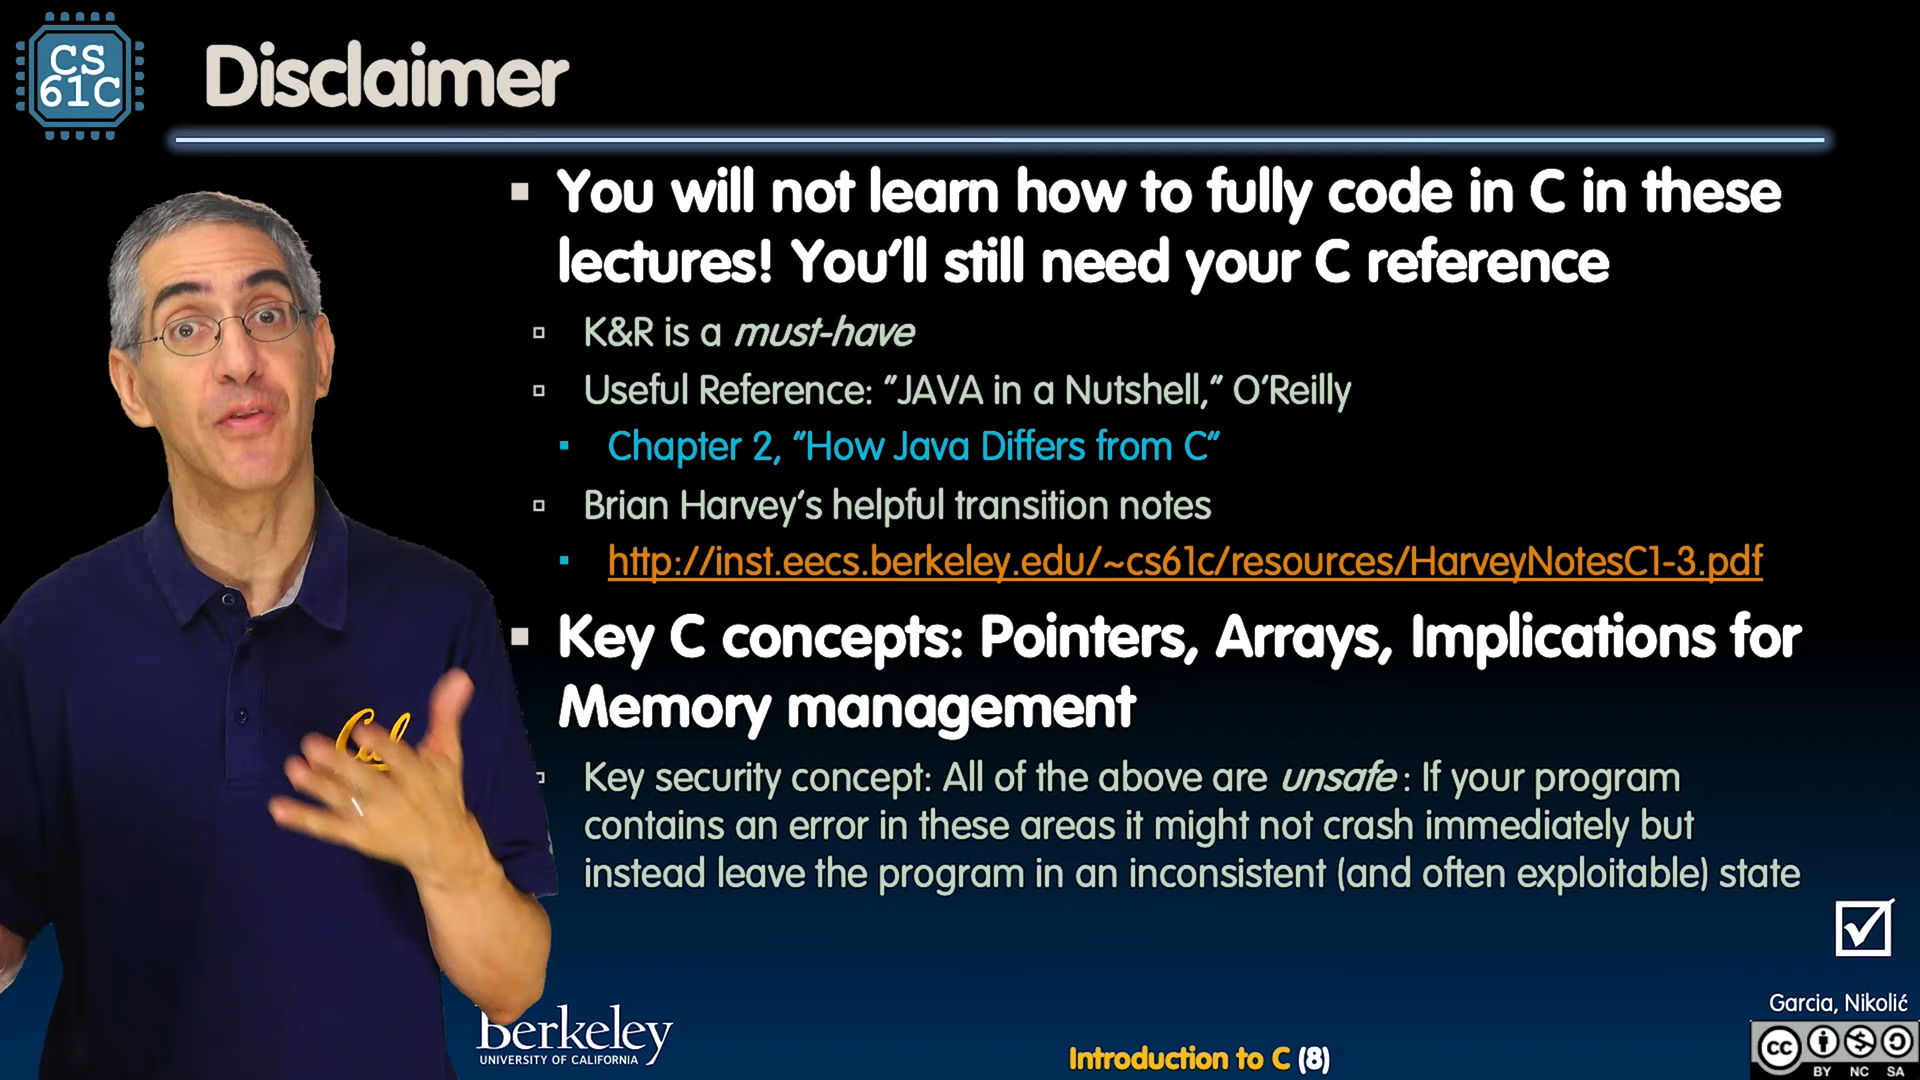 CS
61C
Disclaimer
You will not learn how to fully code in C in these
lectures! You'll still need your C reference
K&R is a must-have
Useful Reference: "JAVA in a Nutshell," O'Reilly
Chapter 2, "How Java Differs from C"
Brian Harvey's helpful transition notes
http://inst.eecs.berkeley.edu/~cs61c/resources/HarveyNotesC1-3.pdf
Key C concepts: Pointers, Arrays, Implications for
Memory management
Key security concept: All of the above are unsafe : If your program
contains an error in these areas it might not crash immediately but
instead leave the program in an inconsistent (and often exploitable) state
Cal
Berkeley
UNIVERSITY OF CALIFORNIA
Introduction to C (8)
Garcia, Nikolić
cc
BY NC SA